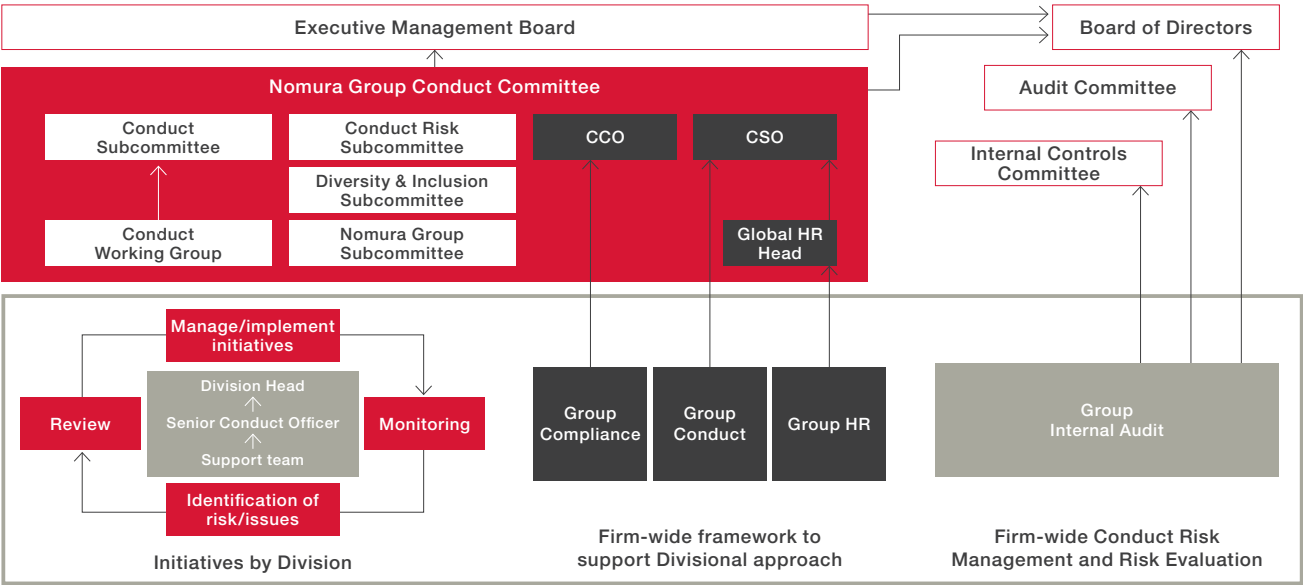 Executive Management Board
Board of Directors
Nomura Group Conduct Committee
Audit Committee
Conduct
Subcommittee
Conduct Risk
Subcommittee
CCO
CSO
Internal Controls
Committee
Diversity & Inclusion
Subcommittee
Conduct
Working Group
Nomura Group
Subcommittee
Global HR
Head
Manage/implement
initiatives
Division Head
Senior Conduct Officer
Support team
Review
Monitoring
Identification of
risk/issues
Initiatives by Division
Group
Compliance
Group
Conduct
Group HR
Firm-wide framework to
support Divisional approach
Group
Internal Audit
Firm-wide Conduct Risk
Management and Risk Evaluation